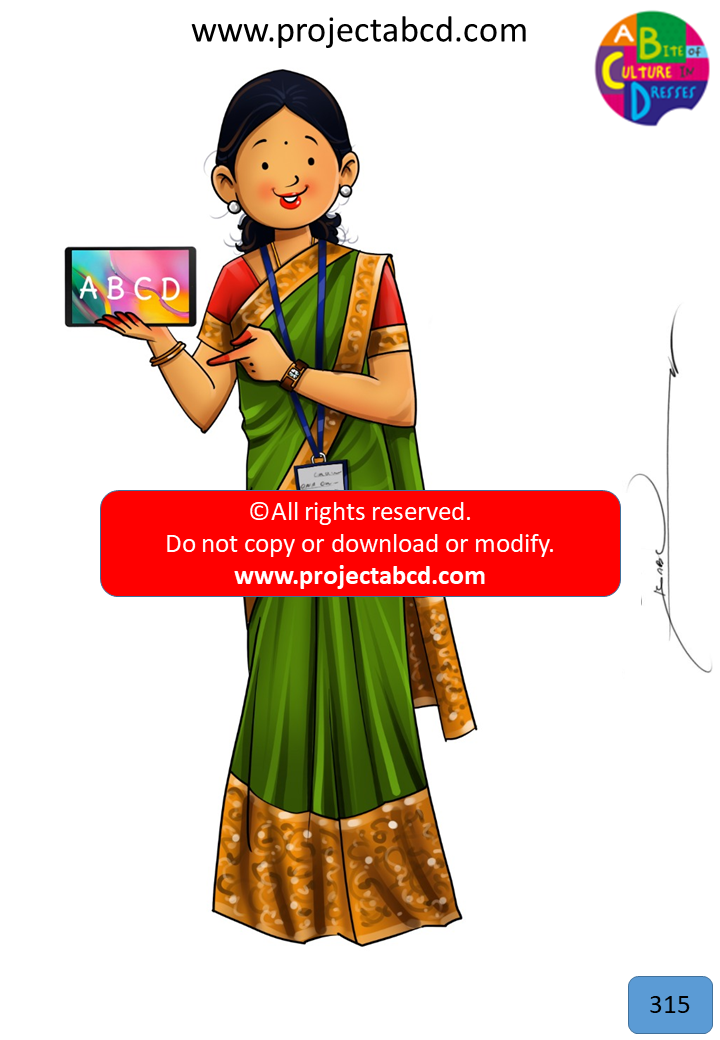 www.projectabcd.com
A BITE OF
CULTURE IN
DRESSES
A B C D
©All rights reserved.
Do not copy or download or modify.
www.projectabcd.com
315